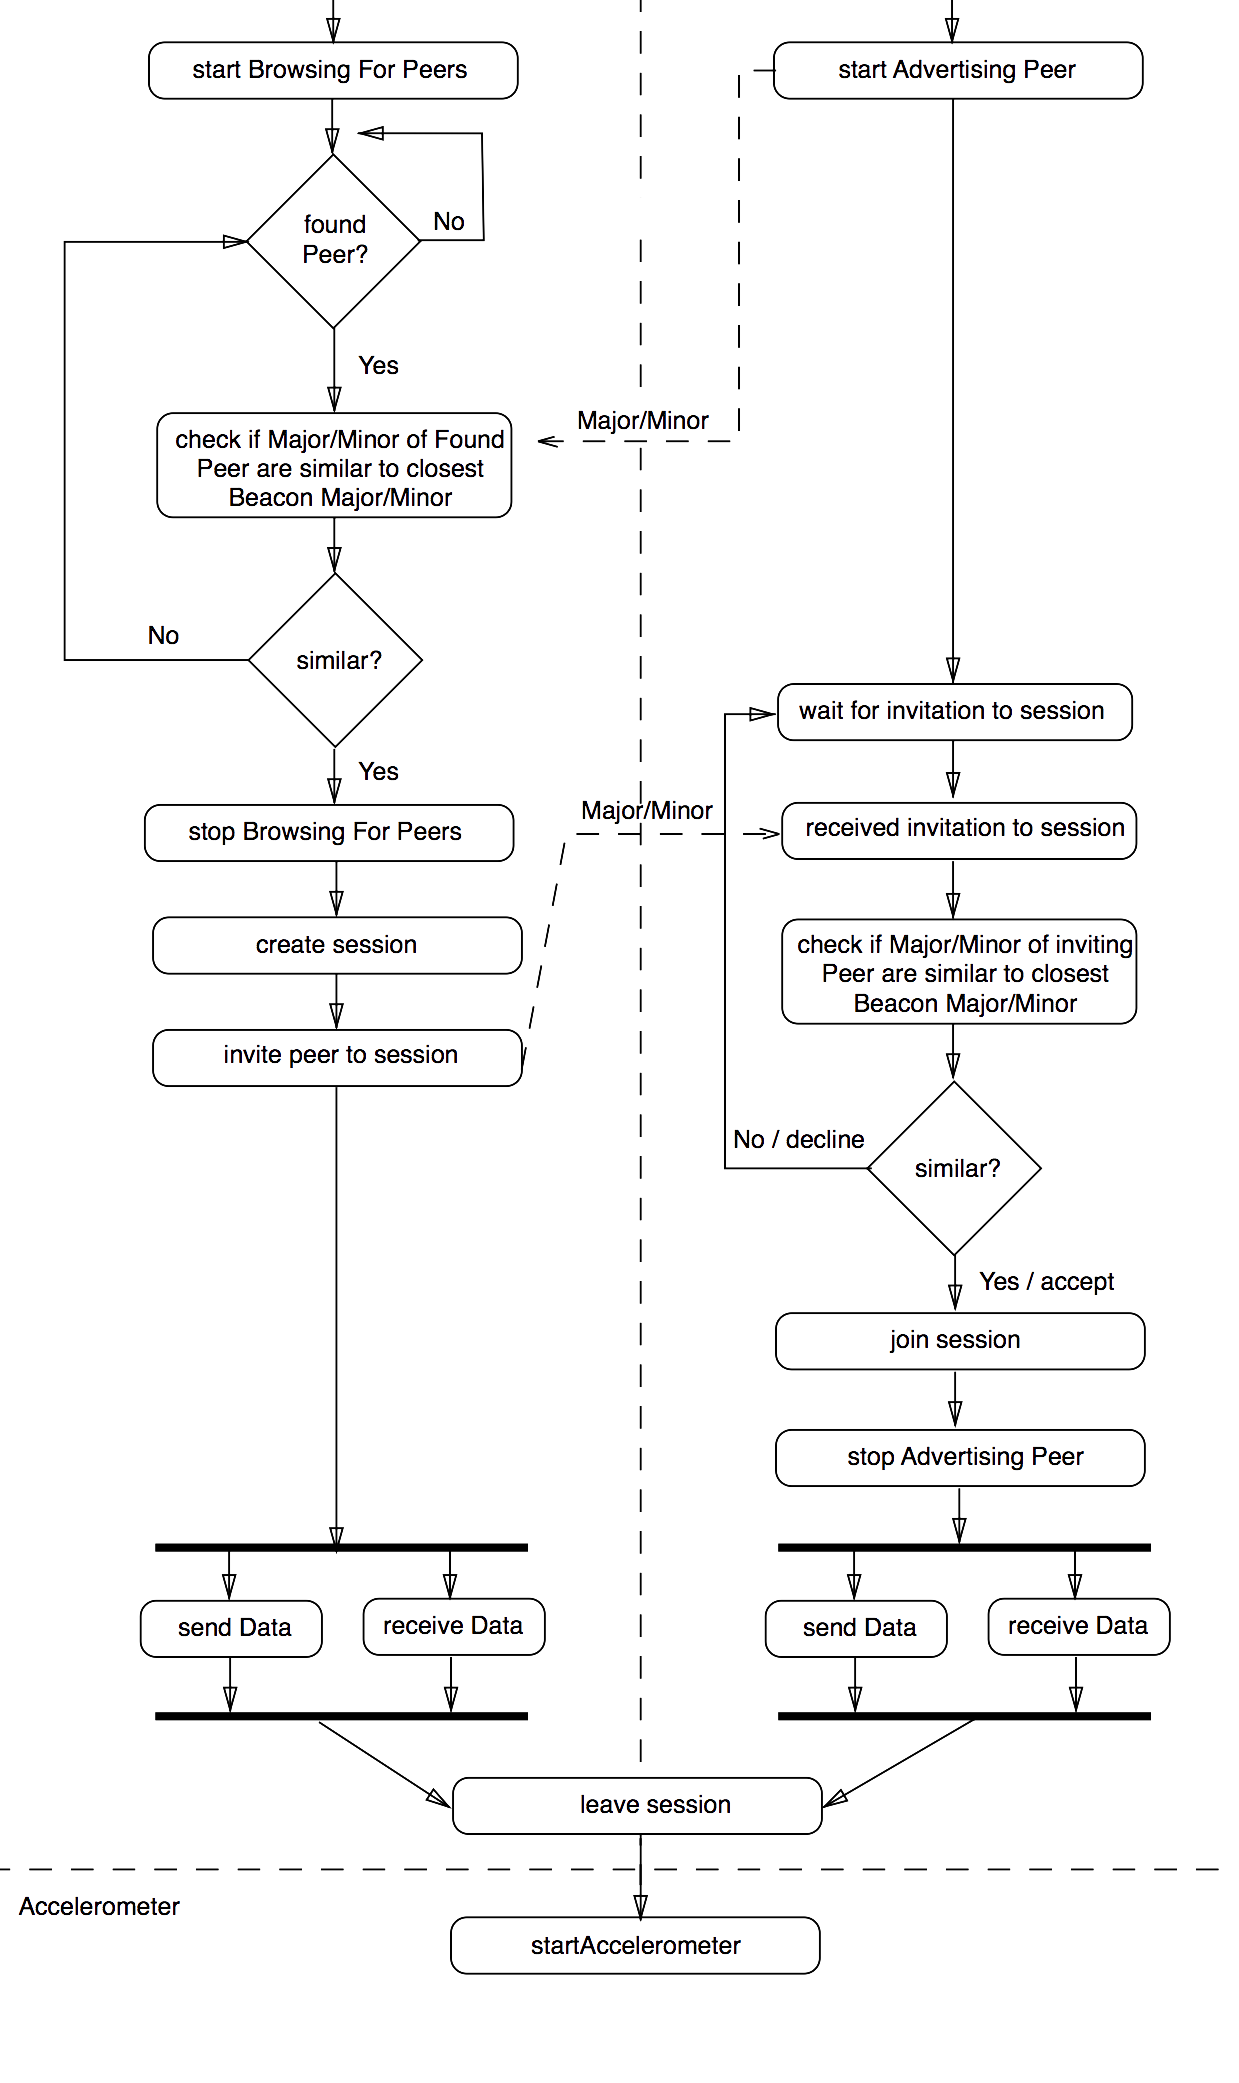 start Browsing For Peers
start Advertising Peer
found
Peer?
No
Yes
Major/Minor
check if Major/Minor of Found
Peer are similar to closest
Beacon Major/Minor
No
similar?
Yes
wait for invitation to session
Major/Minor
stop Browsing For Peers
received invitation to session
create session
check if Major/Minor of inviting
Peer are similar to closest
Beacon Major/Minor
invite peer to session
No / decline
similar?
Yes / accept
join session
stop Advertising Peer
send Data
receive Data
send Data
receive Data
leave session
Accelerometer
startAccelerometer